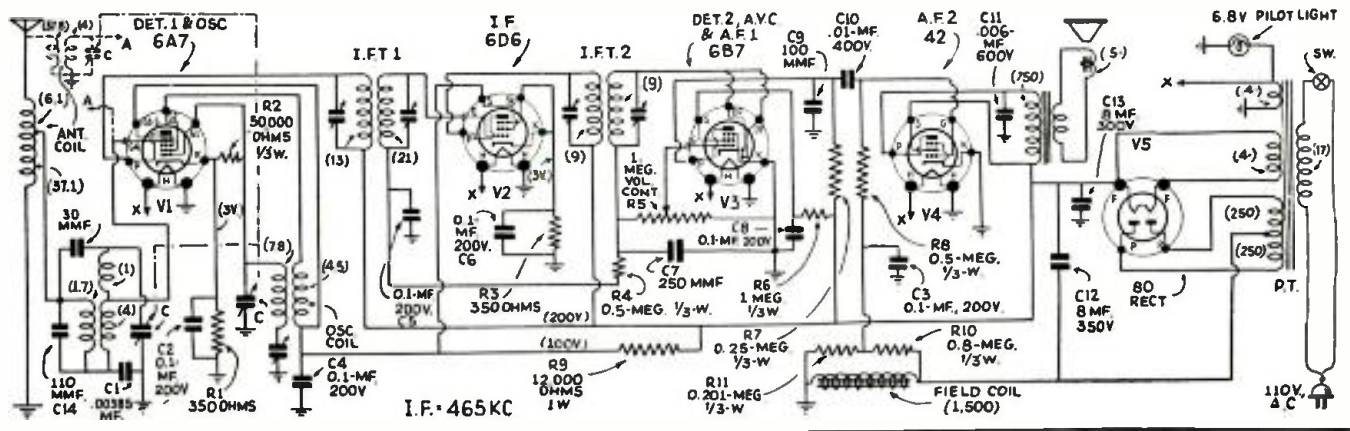 DET. 1 & OSC
6A7
I.F
6D6
DET. 2, A.V.C.
& A.F. 1
6B7
C10
.01-MF.
400V.
A.F. 2
42
C11
.006-
MF
600V
6.8V PILOT LIGHT
(4)
C
A
I.F.T 1
I.F.T. 2
C9
100
MMF
(9)
(750)
(5)
SW.
X
(4)
(6.1)
A
ANT.
COIL
R2
50,000
OHMS
1/3 W.
(37.1)
X
V1
(13)
(21)
X
V2
(3V)
(9)
1
MEG.
VOL.
CONT
R5
H
X
V3
P
G
X
V4
C13
8 MF.
300V
V5
(4)
F
F
P
P
(17)
(250)
(250)
30
MMF
(3V)
(78)
(1)
(1.7)
(4)
C
C
(4.5)
OSC.
COIL
0.1-MF
200V.
C5
0.1-
MF.
200V.
C6
R3
350 OHMS
C7
250 MMF
R4
0.5-MEG. 1/3-W.
C8
0.1-MF. 200V
R6
1 MEG.
1/3 W
R8
0.5-MEG.
1/3-W.
C3
0.1-MF., 200V.
C12
8 MF.
350V
80
RECT
P.T.
110
MMF.
C14
C1
.00385
MF.
C2
0.1-
MF
200V
R1
350 OHMS
C4
0.1-MF
200V
(200V)
(100V)
R9
12,000
OHMS
1 W
R7
0.25-MEG
1/3-W
R10
0.8-MEG.
1/3 W.
R11
0.201-MEG
1/3-W
FIELD COIL
(1,500)
110V.,
A.C
I.F. = 465 KC